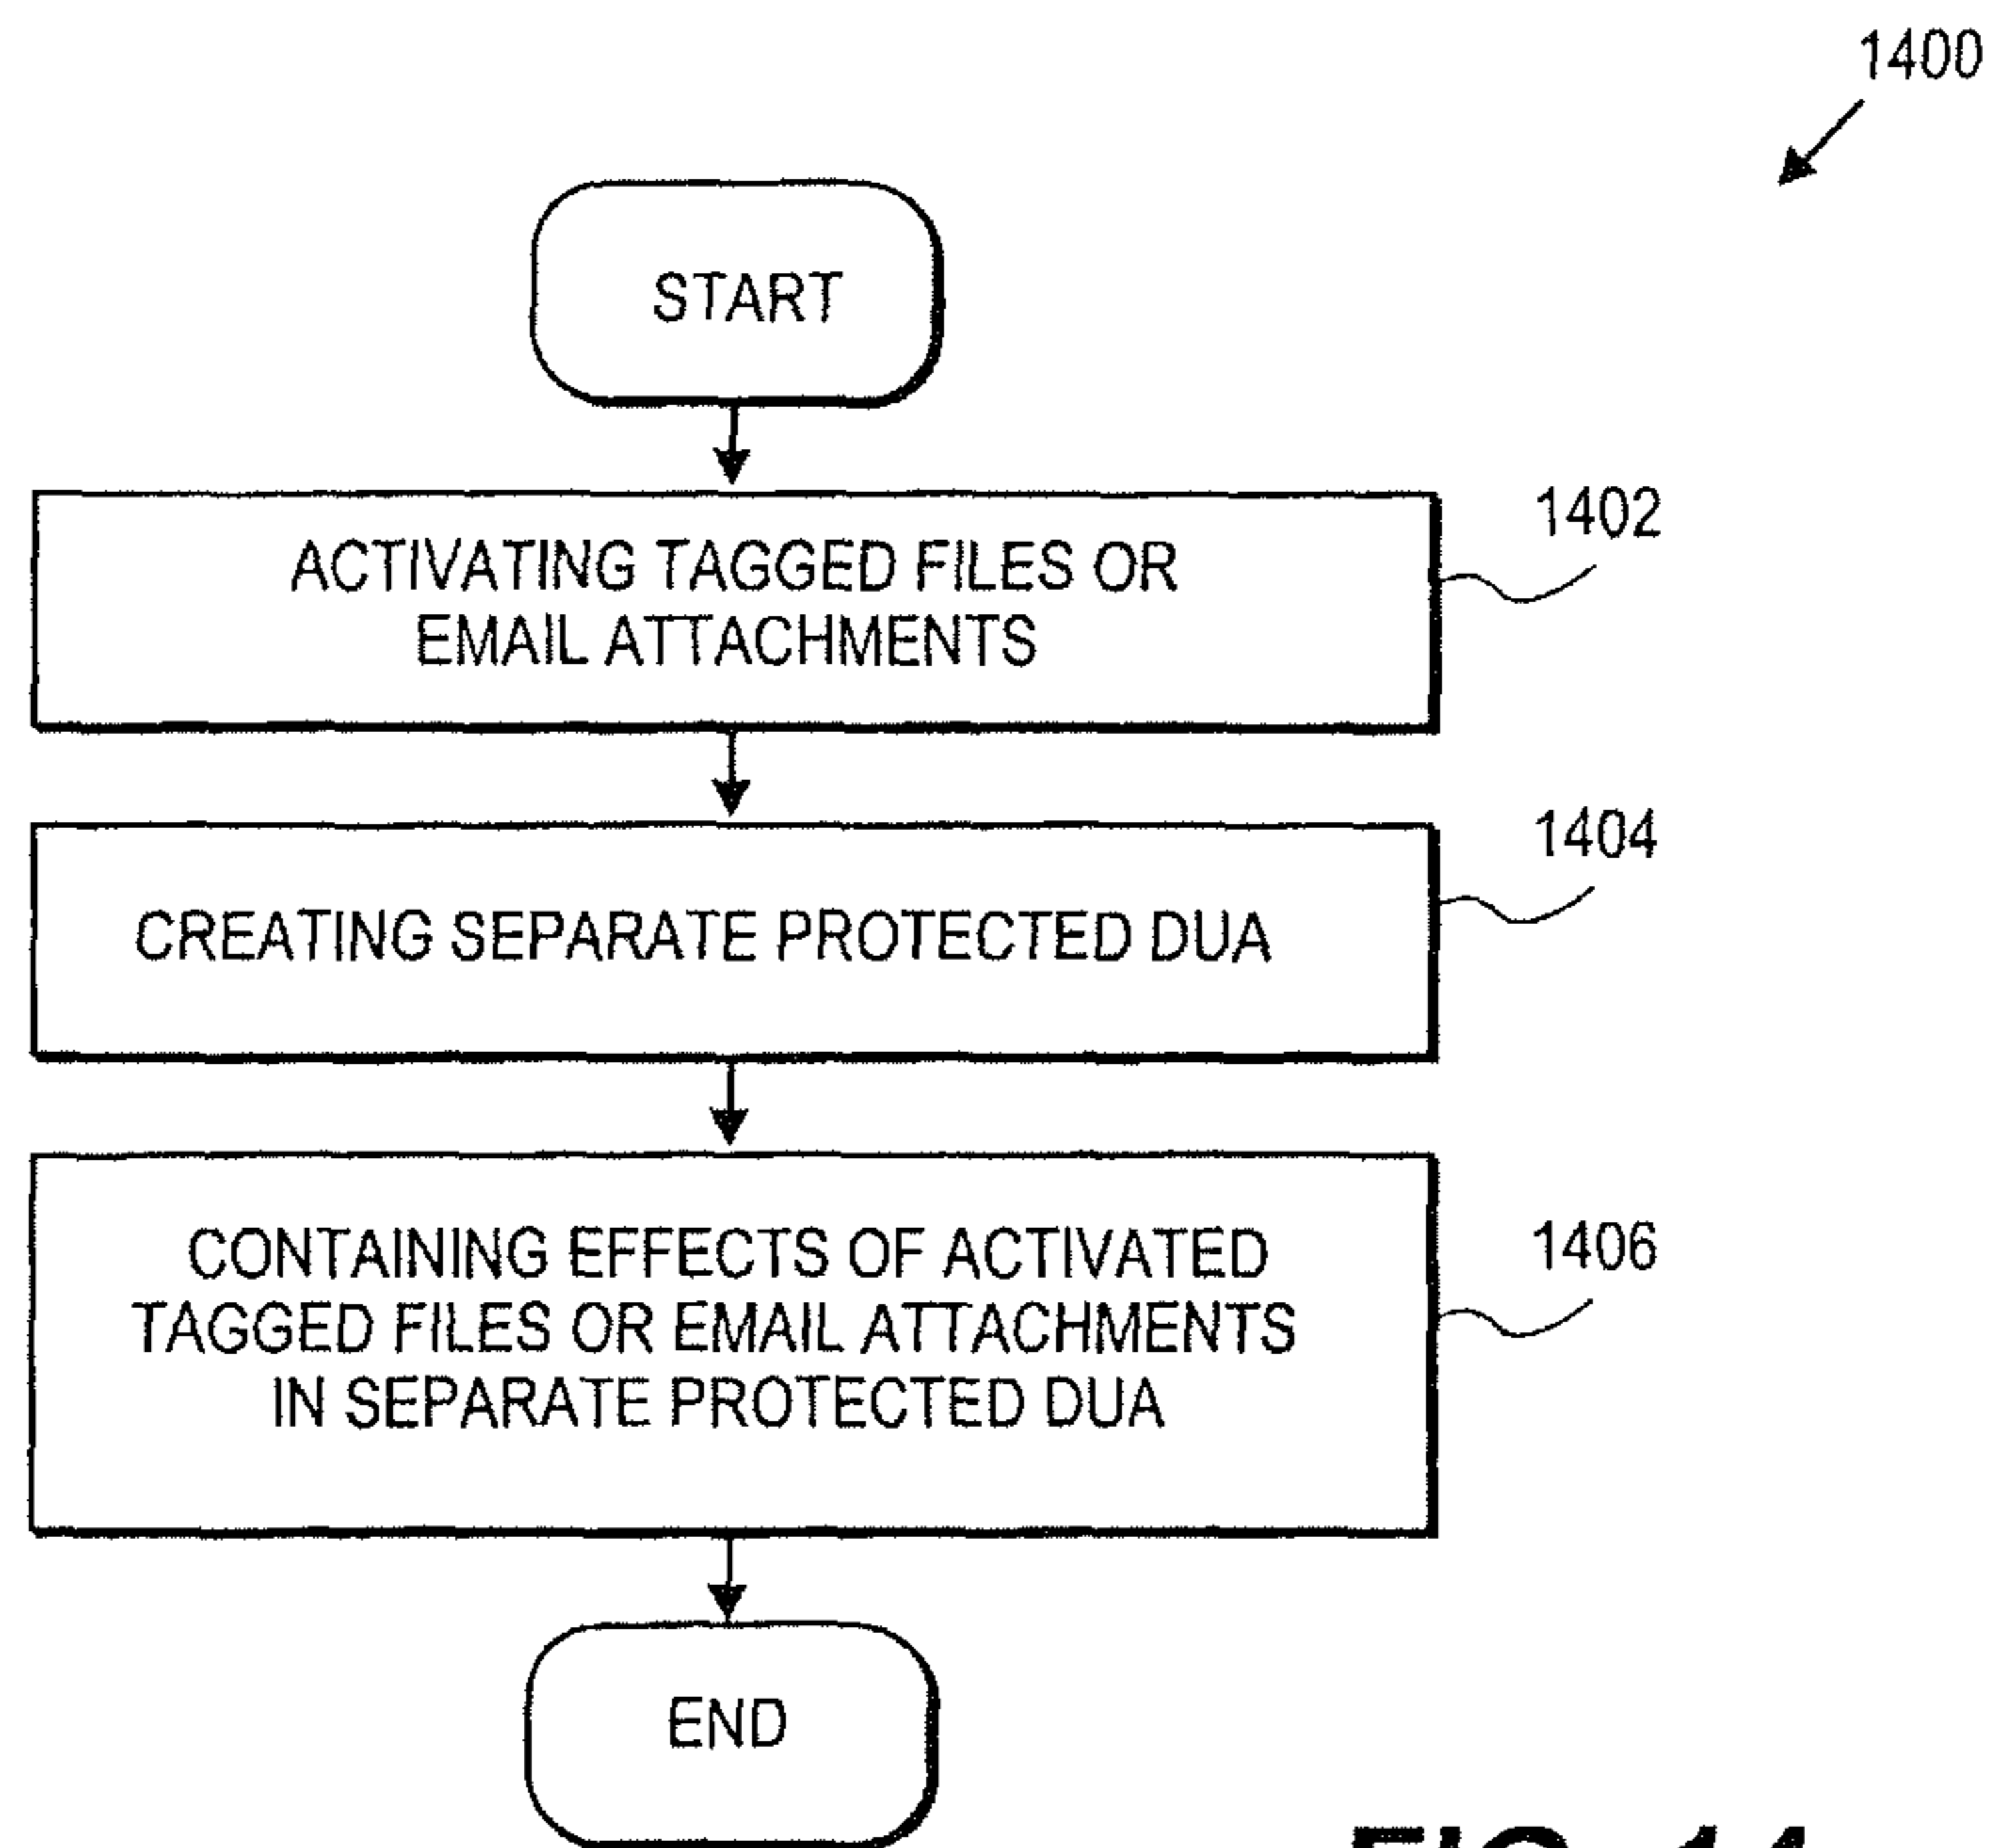 1400
START
ACTIVATING TAGGED FILES OR
EMAIL ATTACHMENTS
1402
CREATING SEPARATE PROTECTED DUA
1404
CONTAINING EFFECTS OF ACTIVATED
TAGGED FILES OR EMAIL ATTACHMENTS
IN SEPARATE PROTECTED DUA
1406
END